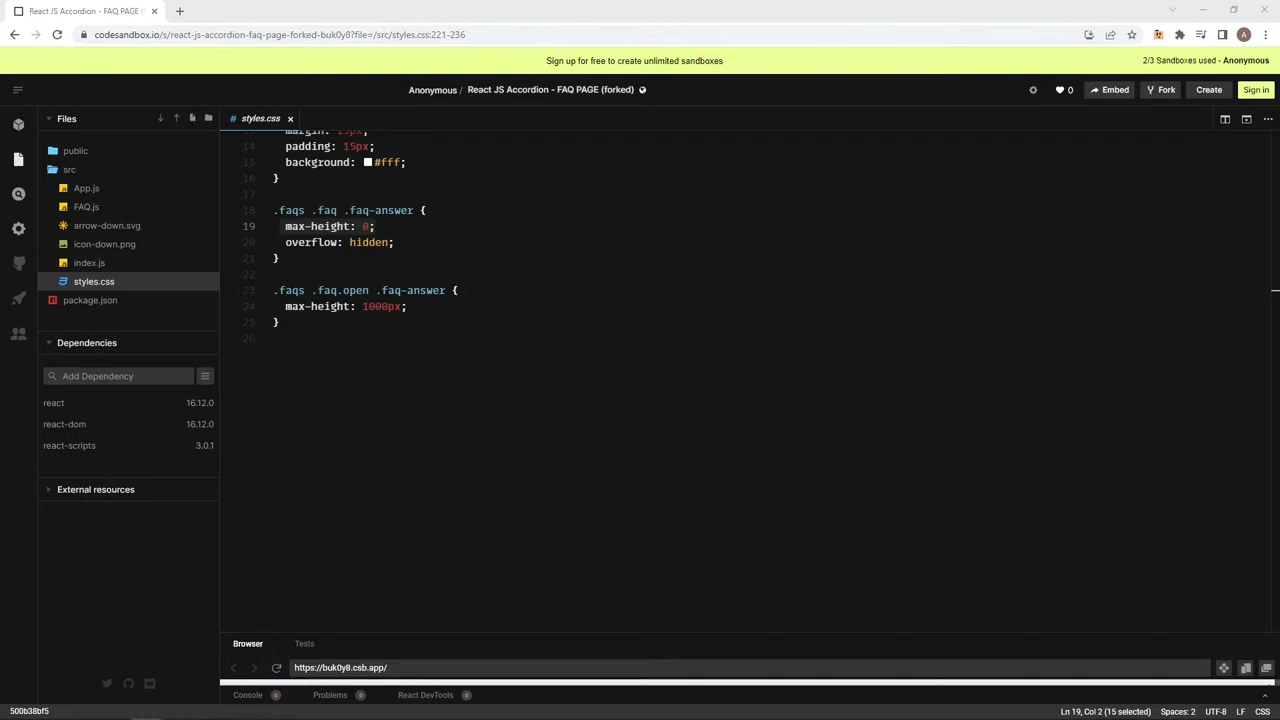 React JS Accordion - FAQ PAGE (
codesandbox.io/s/react-js-accordion-faq-page-forked-buk0y8?file=/src/styles.css:221-236
A
Sign up for free to create unlimited sandboxes
2/3 Sandboxes used - Anonymous
Anonymous / React JS Accordion - FAQ PAGE (forked)
0
Embed
Fork
Create
Sign in
Files
public
src
App.js
FAQ.js
arrow-down.svg
icon-down.png
index.js
styles.css
package.json
Dependencies
Add Dependency
react 16.12.0
react-dom 16.12.0
react-scripts 3.0.1
External resources
# styles.css
13 margin: 15px;
14 padding: 15px;
15 background: #fff;
16 }
17
18 .faqs .faq .faq-answer {
19 max-height: 0;
20 overflow: hidden;
21 }
22
23 .faqs .faq.open .faq-answer {
24 max-height: 1000px;
25 }
26
Browser Tests
https://buk0y8.csb.app/
Console 0 Problems 0 React DevTools 0
500b38bf5
Ln 19, Col 2 (15 selected) Spaces: 2 UTF-8 LF CSS